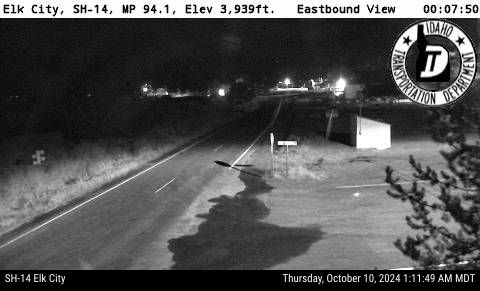 Elk City, SH-14, MP 94.1, Elev 3,939ft.   Eastbound View   00:07:50
IDAHO
TRANSPORTATION DEPARTMENT
SH-14 Elk City   Thursday, October 10, 2024 1:11:49 AM MDT